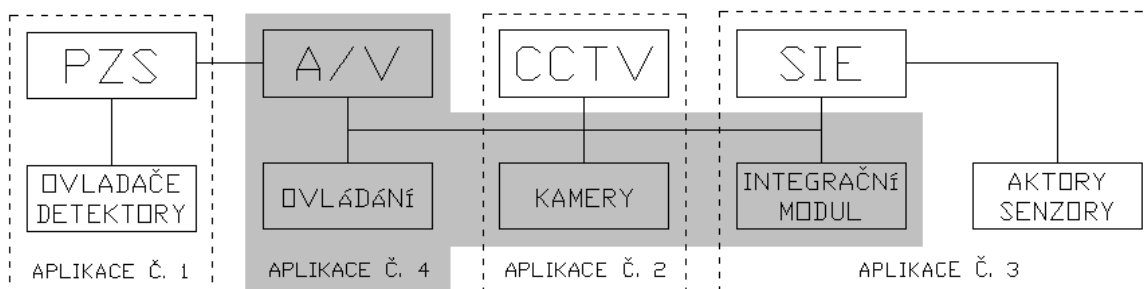 PZS
A/V
CCTV
SIE
OVLADAČE
DETEKTORY
OVLÁDÁNÍ
KAMERY
INTEGRAČNÍ
MODUL
AKTORY
SENZORY
APLIKACE Č. 1
APLIKACE Č. 4
APLIKACE Č. 2
APLIKACE Č. 3